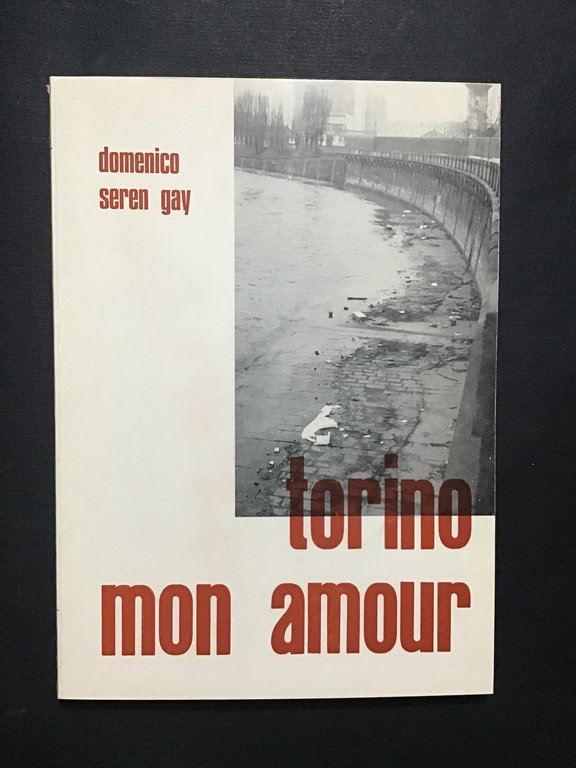 domenico
seren gay
torino
mon amour